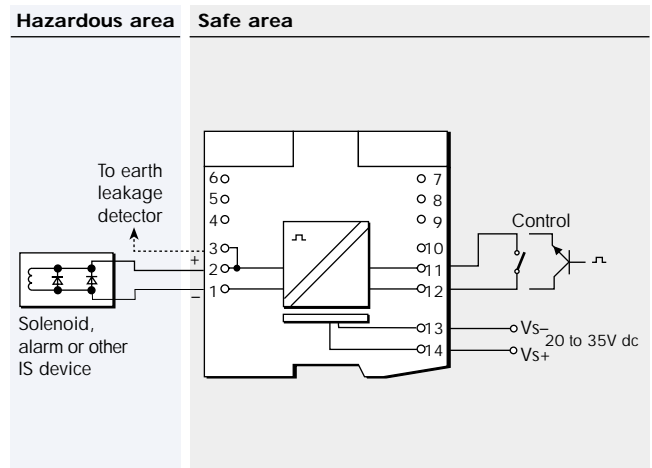 Hazardous area
Safe area
To earth
leakage
detector
6
5
4
3
2
1
+
–
7
8
9
10
11
12
13
14
Control
Vs–
20 to 35V dc
Vs+
Solenoid,
alarm or other
IS device